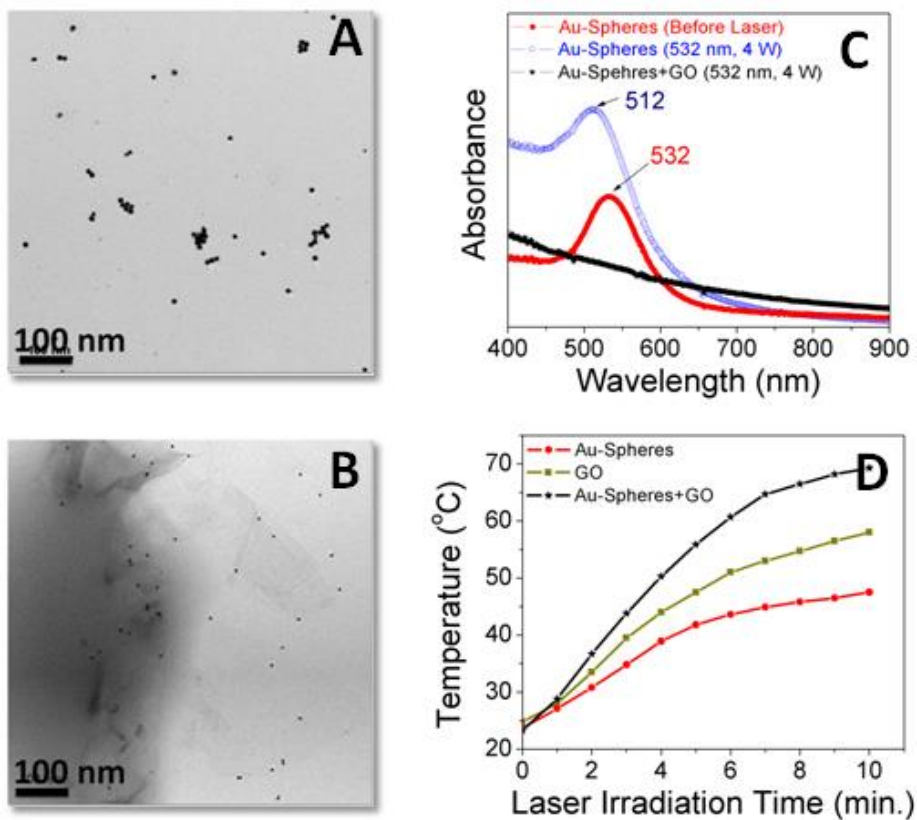 A
100 nm
B
100 nm
Au-Spheres (Before Laser)
Au-Spheres (532 nm, 4 W)
Au-Spehres+GO (532 nm, 4 W)
C
512
532
Absorbance
400 500 600 700 800 900
Wavelength (nm)
Au-Spheres
GO
Au-Spheres+GO
D
70
60
50
40
30
20
Temperature (°C)
0 2 4 6 8 10
Laser Irradiation Time (min.)